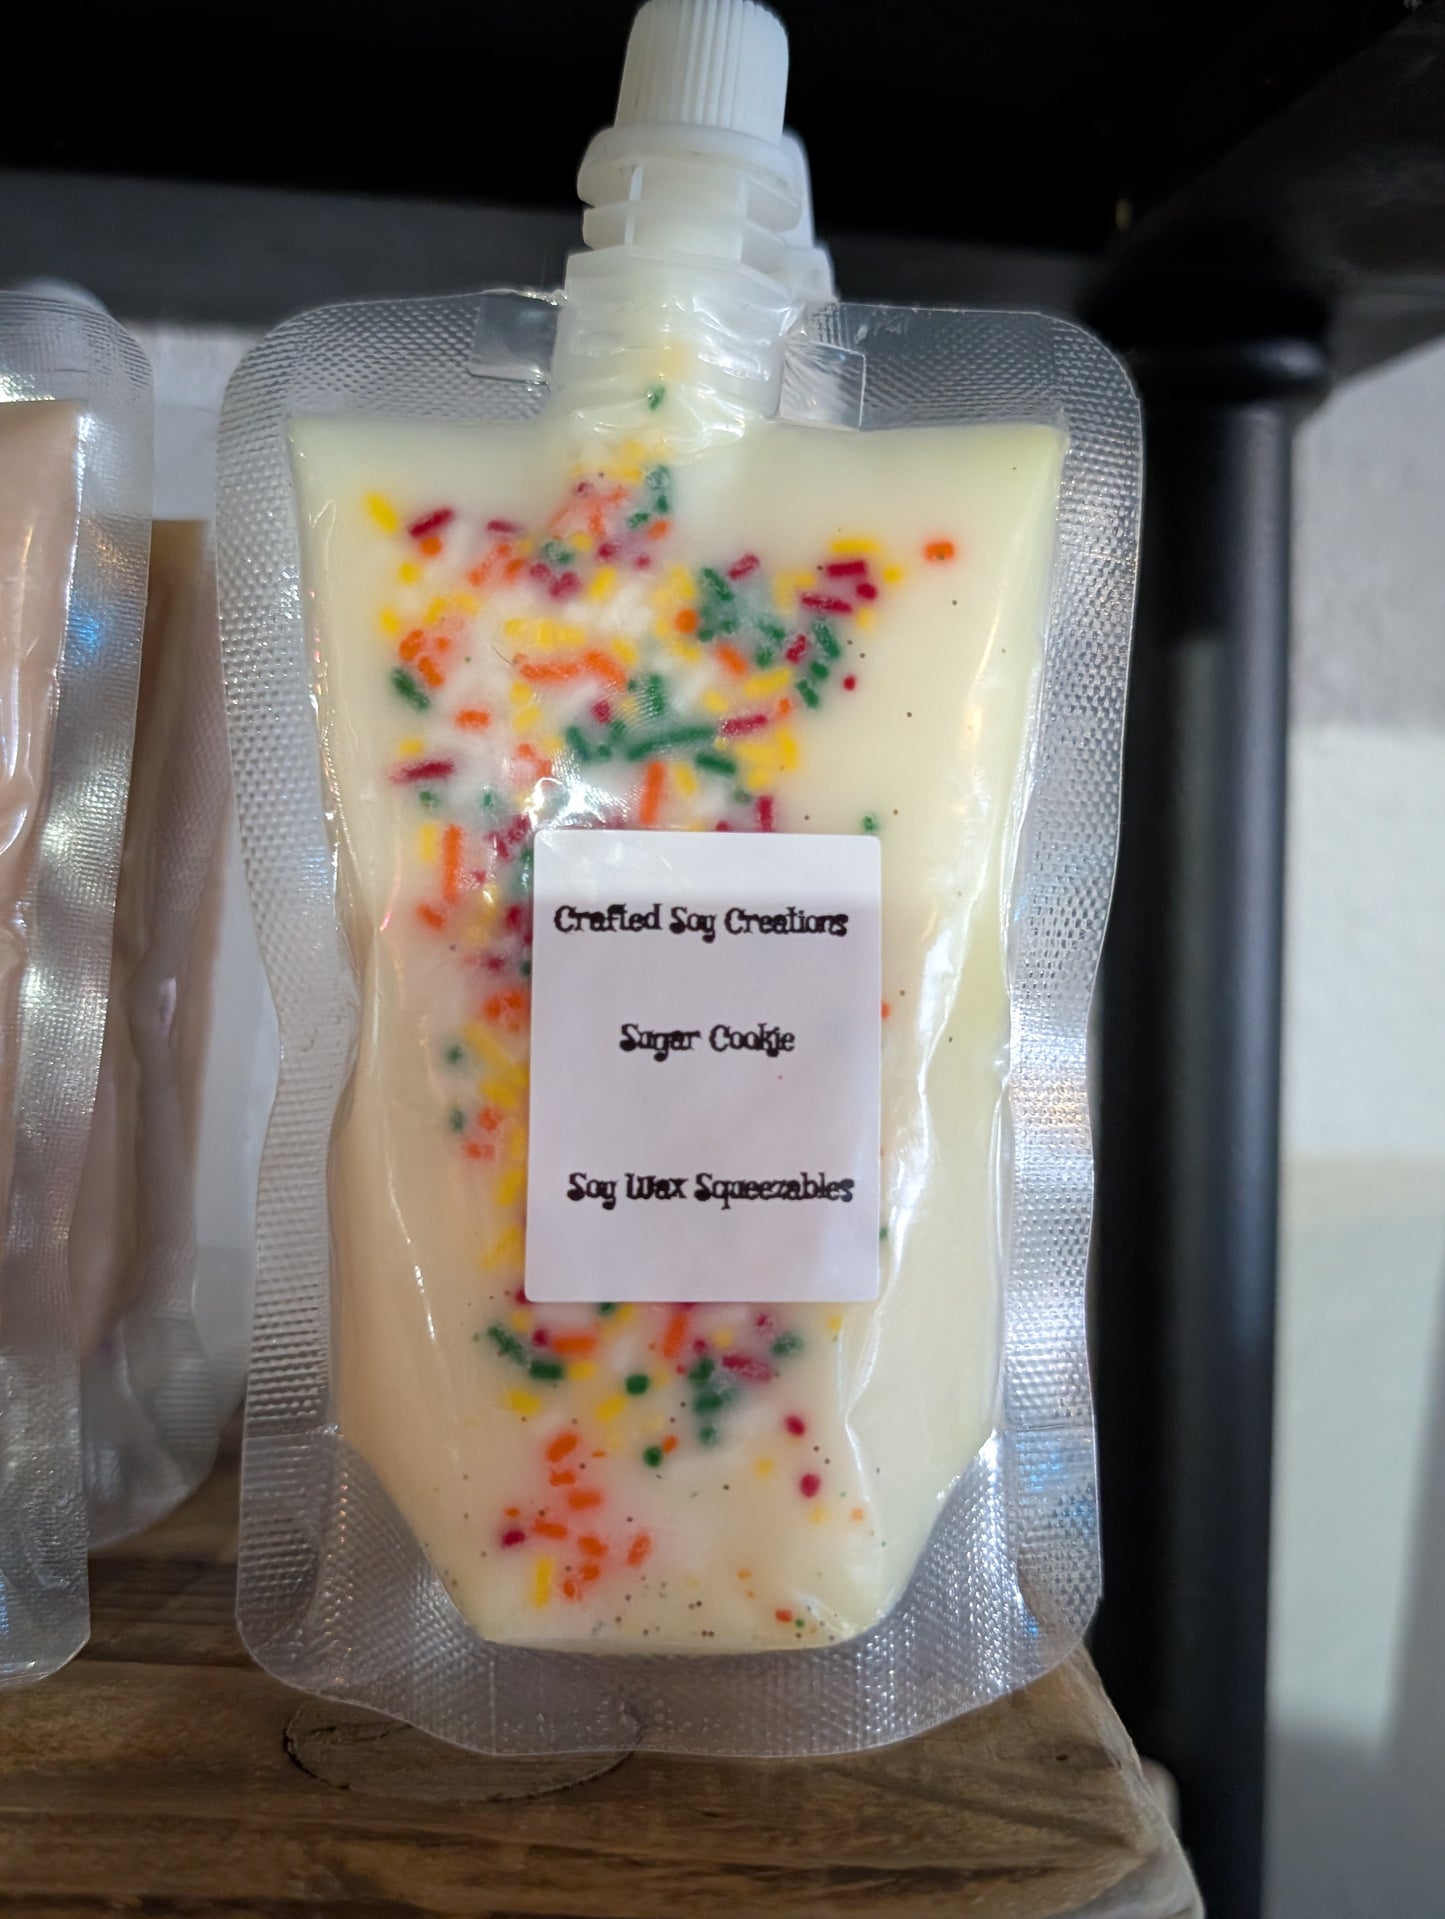 Crafted Soy Creations
Sugar Cookie
Soy Wax Squeezables